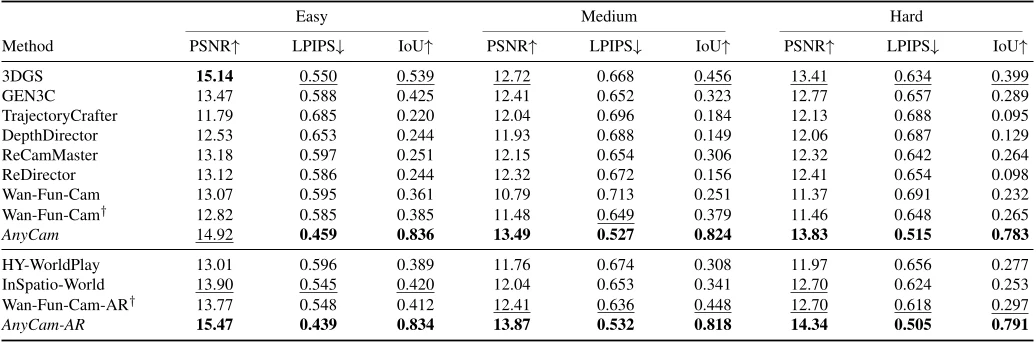 Easy Medium Hard
Method PSNR↑ LPIPS↓ IoU↑ PSNR↑ LPIPS↓ IoU↑ PSNR↑ LPIPS↓ IoU↑
3DGS 15.14 0.550 0.539 12.72 0.668 0.456 13.41 0.634 0.399
GEN3C 13.47 0.588 0.425 12.41 0.652 0.323 12.77 0.657 0.289
TrajectoryCrafter 11.79 0.685 0.220 12.04 0.696 0.184 12.13 0.688 0.095
DepthDirector 12.53 0.653 0.244 11.93 0.688 0.149 12.06 0.687 0.129
ReCamMaster 13.18 0.597 0.251 12.15 0.654 0.306 12.32 0.642 0.264
ReDirector 13.12 0.586 0.244 12.32 0.672 0.156 12.41 0.654 0.098
Wan-Fun-Cam 13.07 0.595 0.361 10.79 0.713 0.251 11.37 0.691 0.232
Wan-Fun-Cam† 12.82 0.585 0.385 11.48 0.649 0.379 11.46 0.648 0.265
AnyCam 14.92 0.459 0.836 13.49 0.527 0.824 13.83 0.515 0.783
HY-WorldPlay 13.01 0.596 0.389 11.76 0.674 0.308 11.97 0.656 0.277
InSpatio-World 13.90 0.545 0.420 12.04 0.653 0.341 12.70 0.624 0.253
Wan-Fun-Cam-AR† 13.77 0.548 0.412 12.41 0.636 0.448 12.70 0.618 0.297
AnyCam-AR 15.47 0.439 0.834 13.87 0.532 0.818 14.34 0.505 0.791